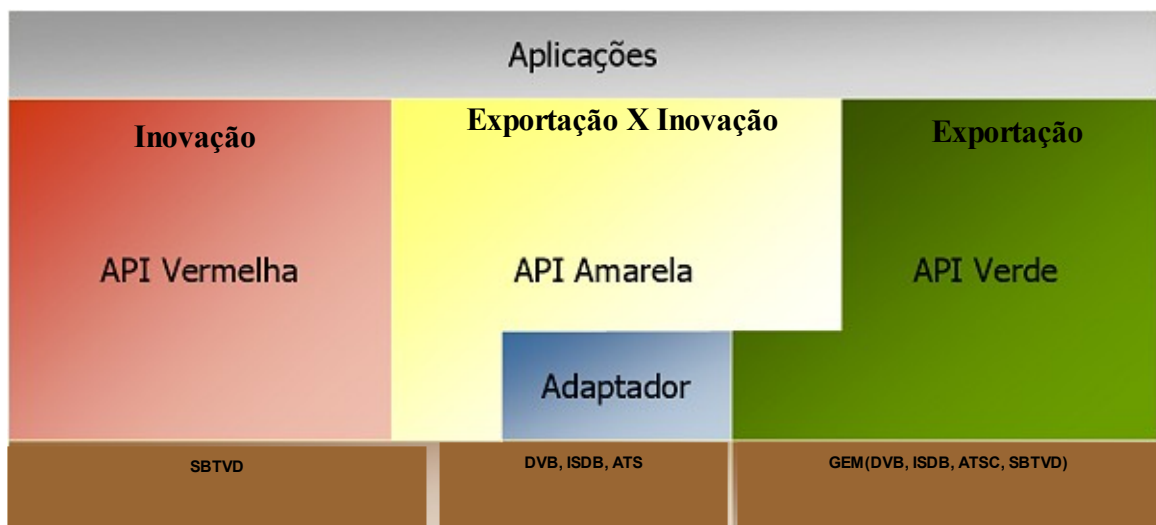 Aplicações
Inovação
Exportação X Inovação
Exportação
API Vermelha
API Amarela
API Verde
Adaptador
SBTVD
DVB, ISDB, ATS
GEM(DVB, ISDB, ATSC, SBTVD)